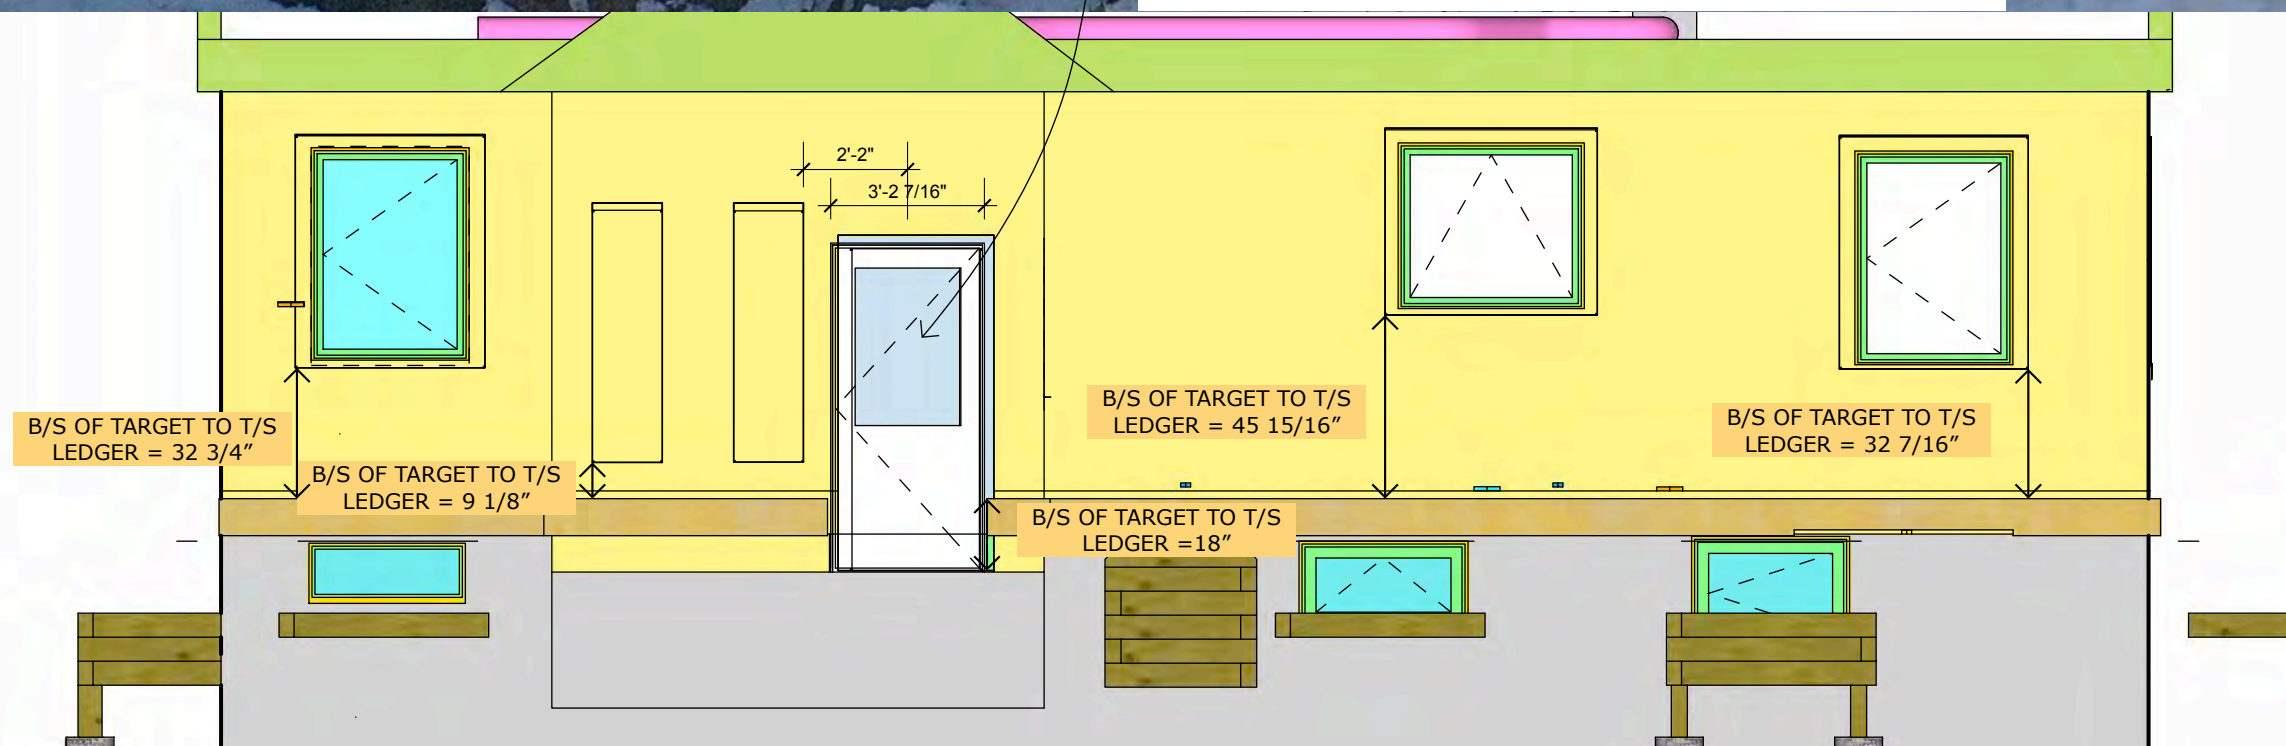 2'-2"
3'-2 7/16"
B/S OF TARGET TO T/S
LEDGER = 32 3/4”
B/S OF TARGET TO T/S
LEDGER = 9 1/8”
B/S OF TARGET TO T/S
LEDGER =18”
B/S OF TARGET TO T/S
LEDGER = 45 15/16”
B/S OF TARGET TO T/S
LEDGER = 32 7/16”